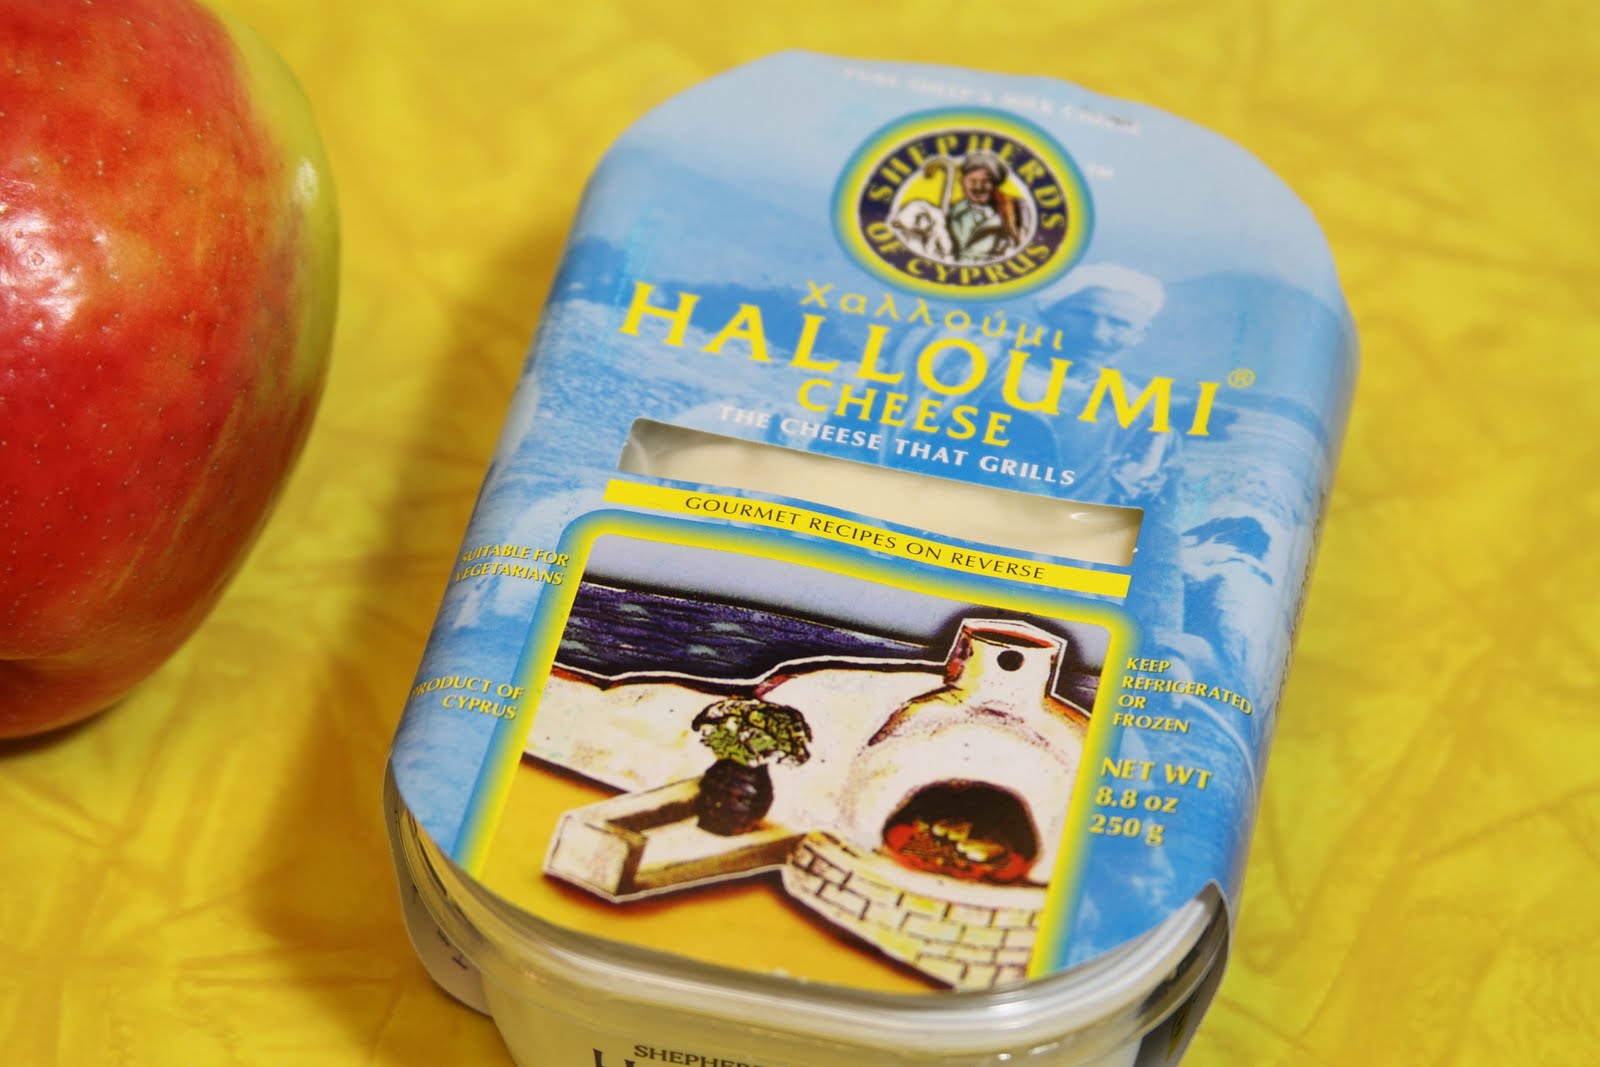 SHEPHERDS
OF CYPRUS
Χαλλούμι
HALLOUMI®
CHEESE
THE CHEESE THAT GRILLS
GOURMET RECIPES ON REVERSE
SUITABLE FOR
VEGETARIANS
PRODUCT OF
CYPRUS
KEEP
REFRIGERATED
OR
FROZEN
NET WT
8.8 oz
250 g